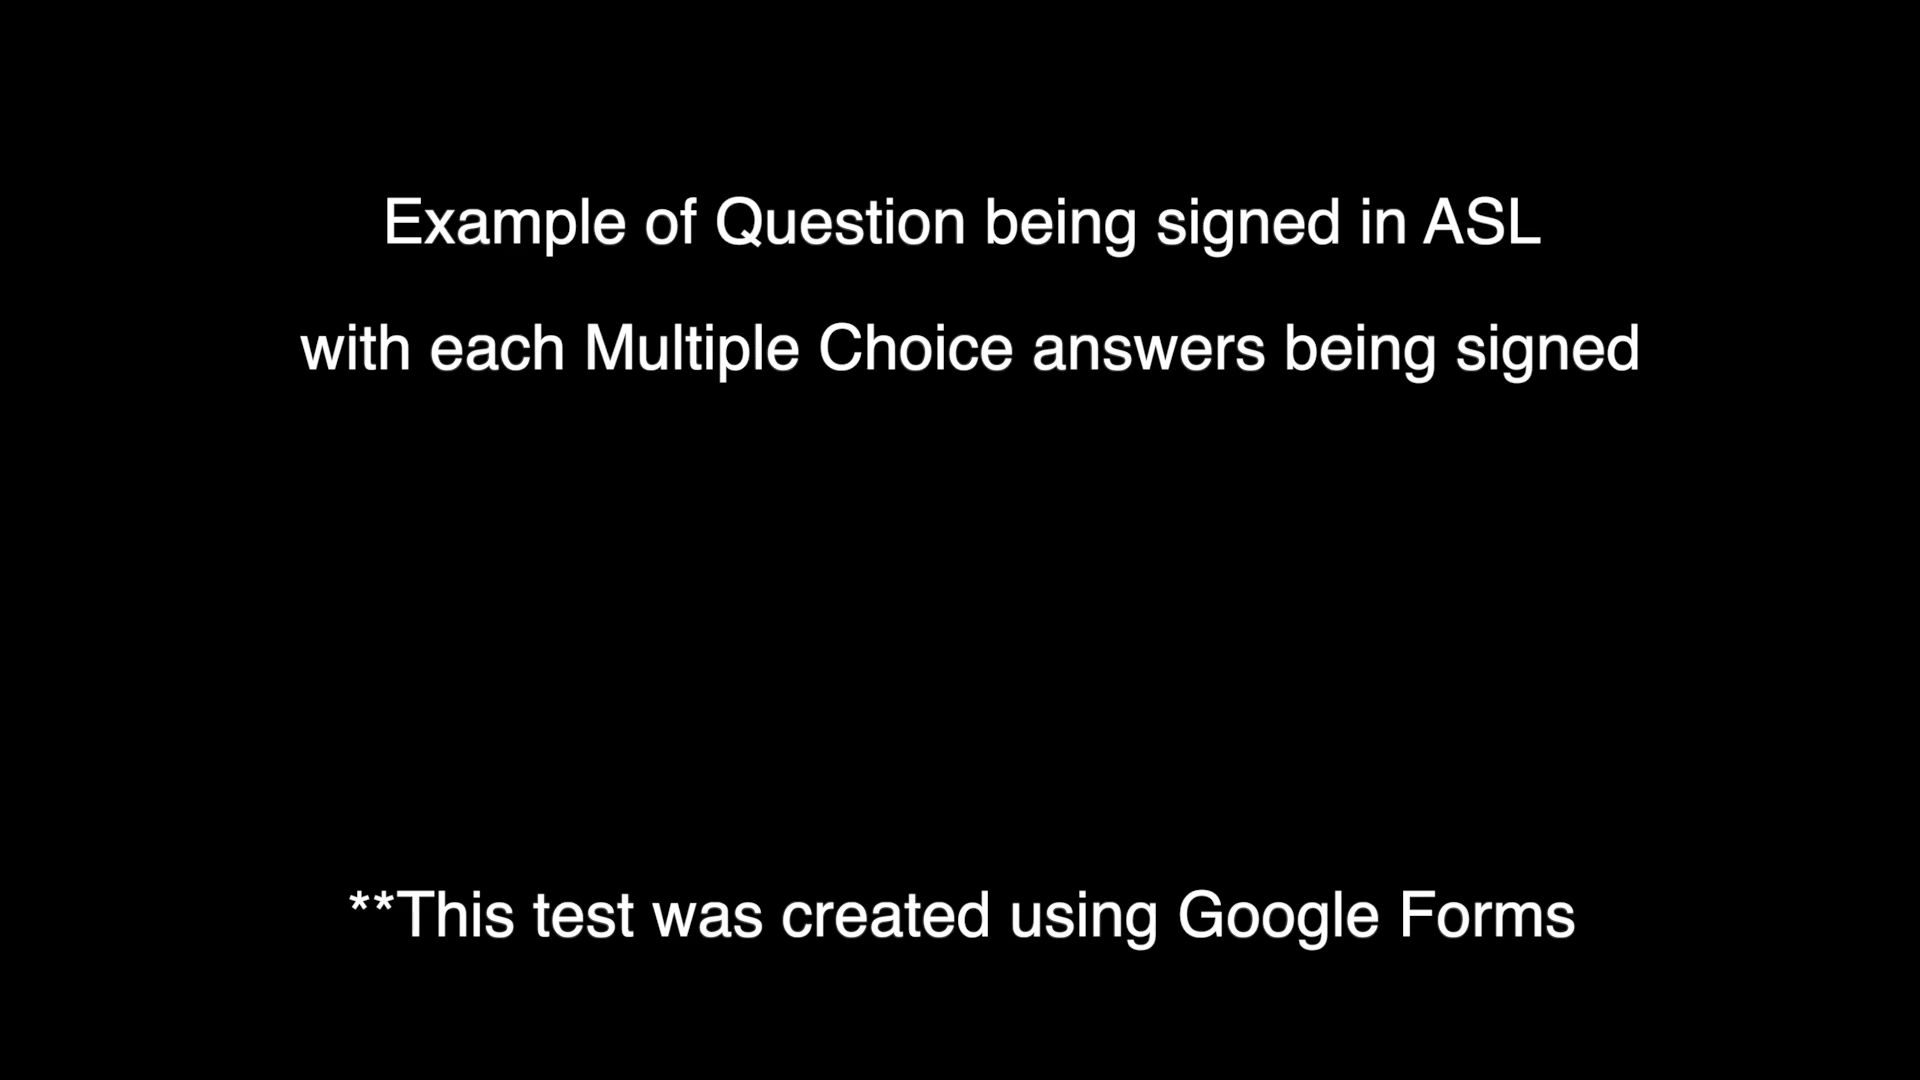 Example of Question being signed in ASL
with each Multiple Choice answers being signed
**This test was created using Google Forms